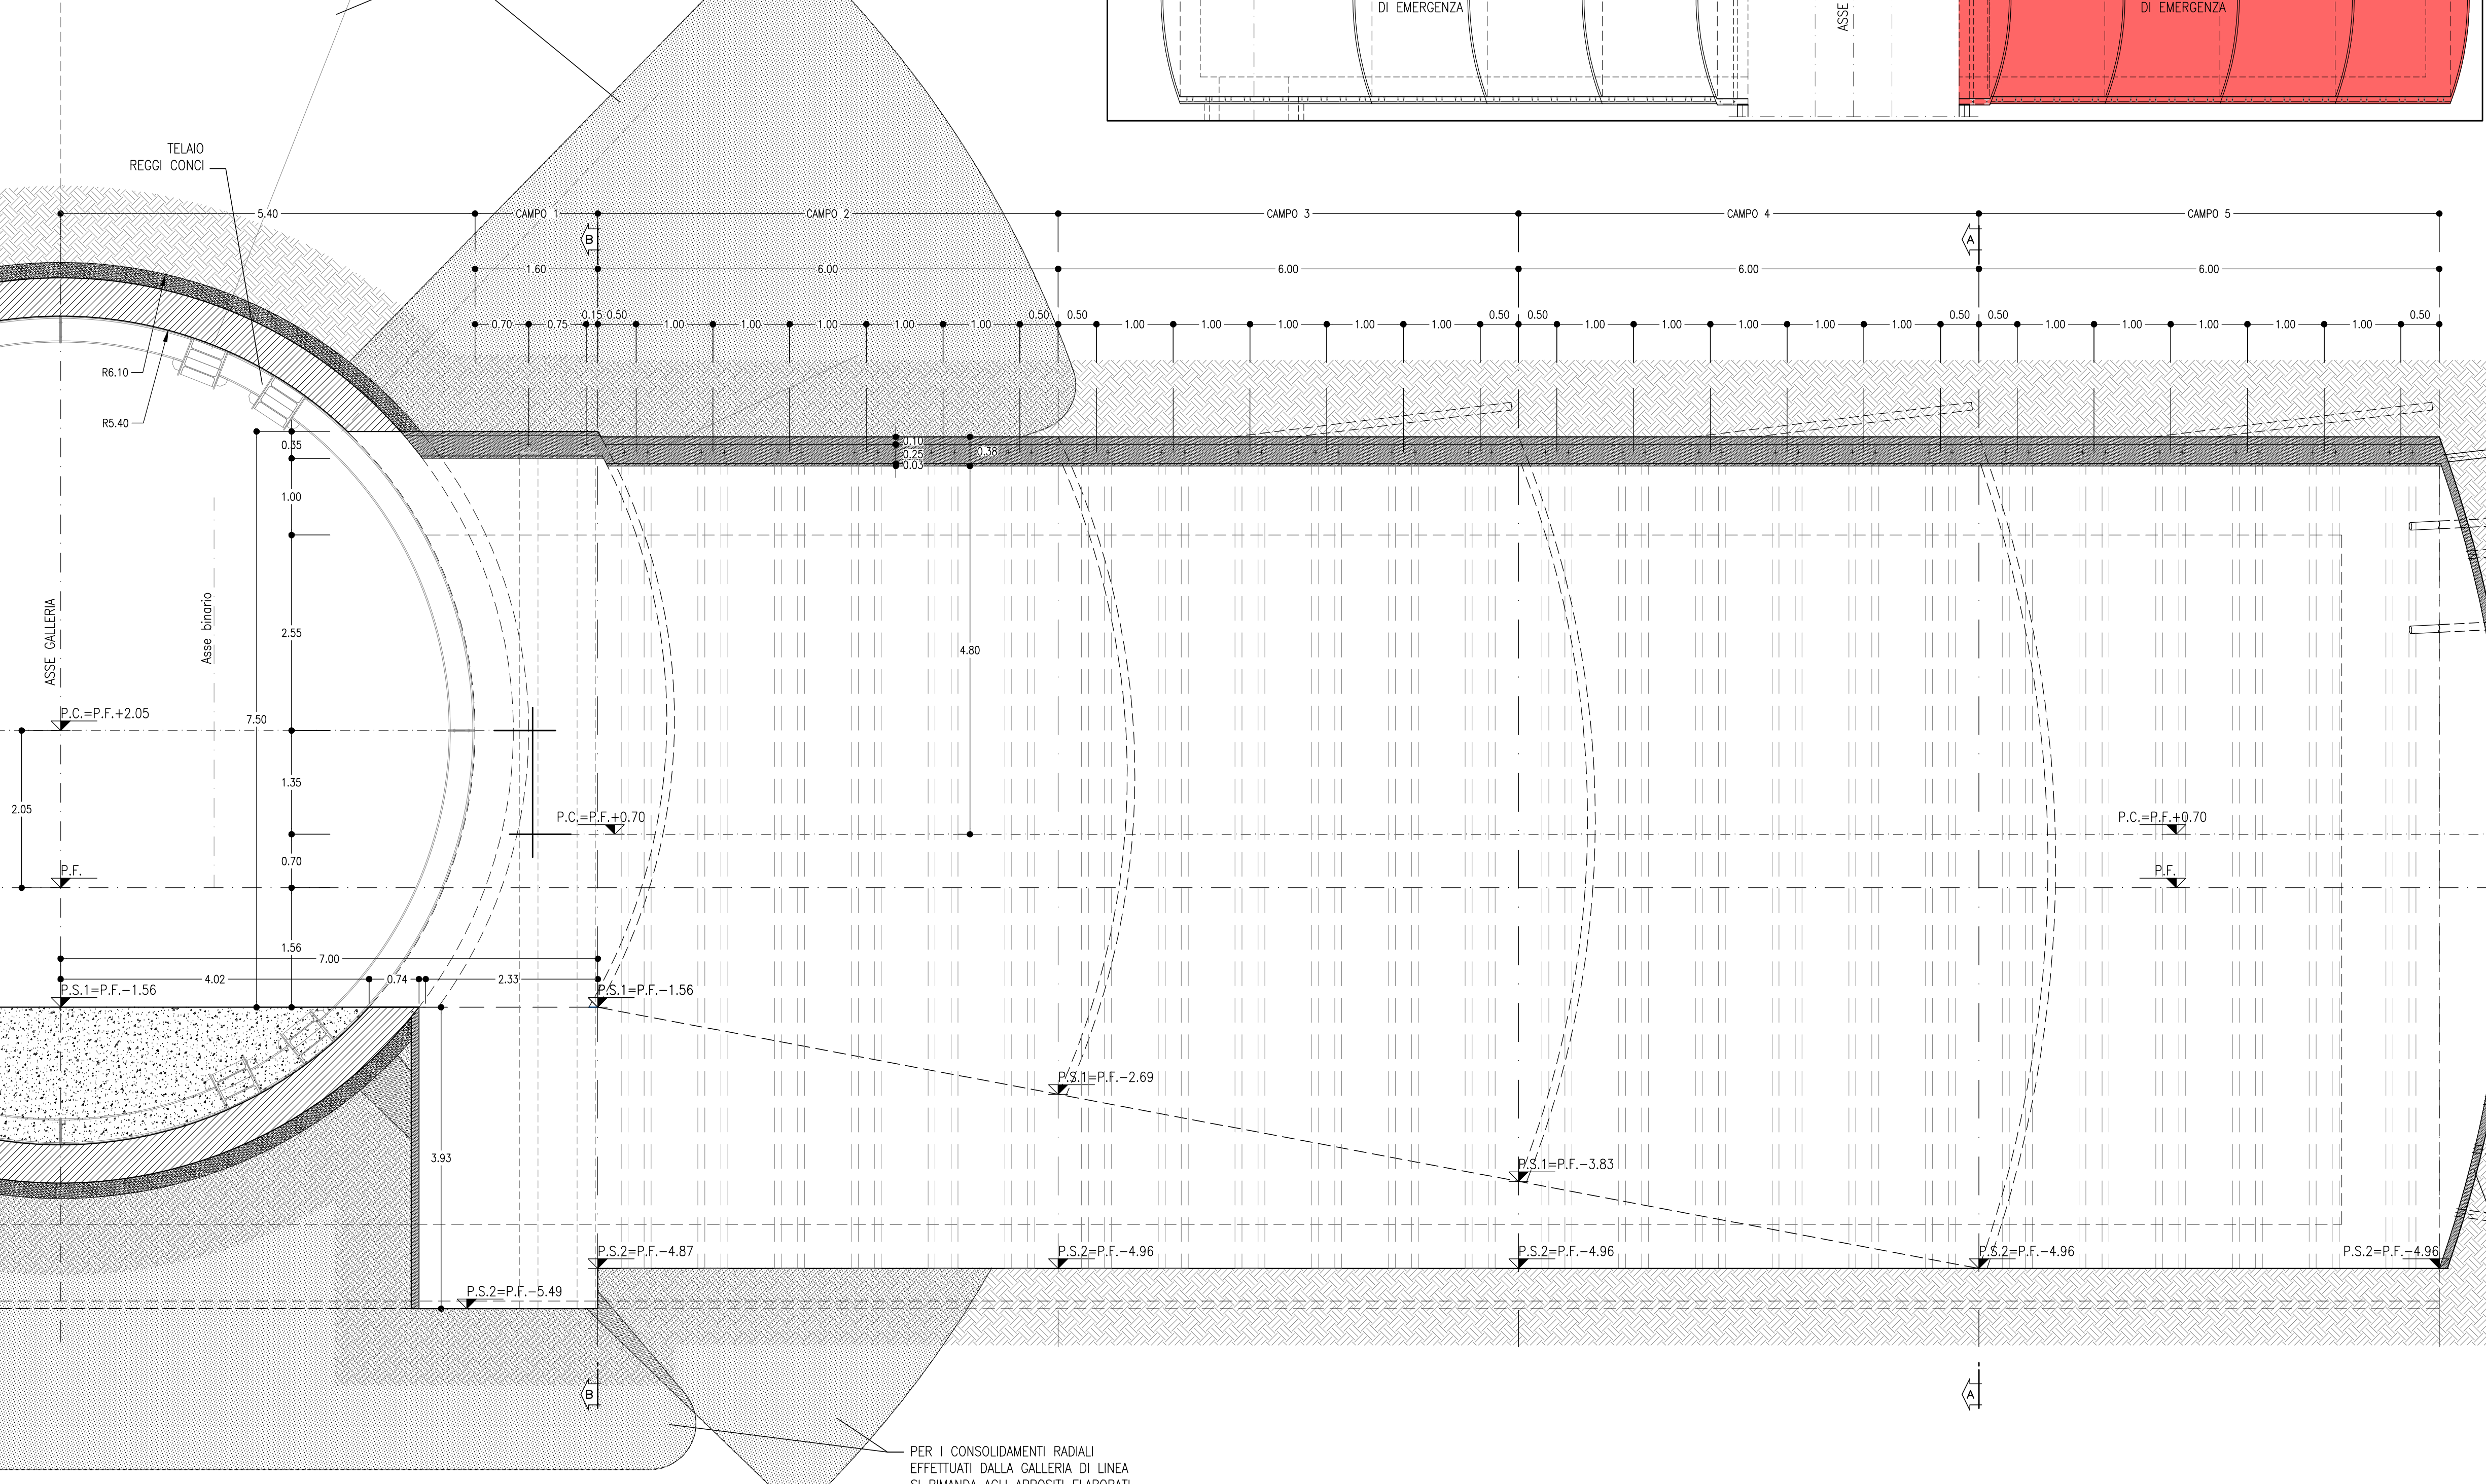 DI EMERGENZA
ASSE
DI EMERGENZA
TELAIO
REGGI CONCI
5.40
CAMPO 1
CAMPO 2
CAMPO 3
CAMPO 4
CAMPO 5
B
A
1.60
6.00
6.00
6.00
6.00
0.70
0.75
0.15
0.50
1.00
1.00
1.00
1.00
1.00
0.50
0.50
1.00
1.00
1.00
1.00
1.00
0.50
0.50
1.00
1.00
1.00
1.00
1.00
0.50
0.50
1.00
1.00
1.00
1.00
1.00
0.50
R6.10
R5.40
0.35
0.10
0.25
0.03
0.38
1.00
2.55
4.80
ASSE GALLERIA
Asse binario
P.C.=P.F.+2.05
7.50
1.35
2.05
P.C.=P.F.+0.70
P.C.=P.F.+0.70
0.70
P.F.
P.F.
1.56
7.00
4.02
0.74
2.33
P.S.1=P.F.-1.56
P.S.1=P.F.-1.56
P.S.1=P.F.-2.69
3.93
P.S.1=P.F.-3.83
P.S.2=P.F.-4.87
P.S.2=P.F.-4.96
P.S.2=P.F.-4.96
P.S.2=P.F.-4.96
P.S.2=P.F.-4.96
P.S.2=P.F.-5.49
B
A
PER I CONSOLIDAMENTI RADIALI
EFFETTUATI DALLA GALLERIA DI LINEA
SI RIMANDA AGLI APPOSITI ELABORATI